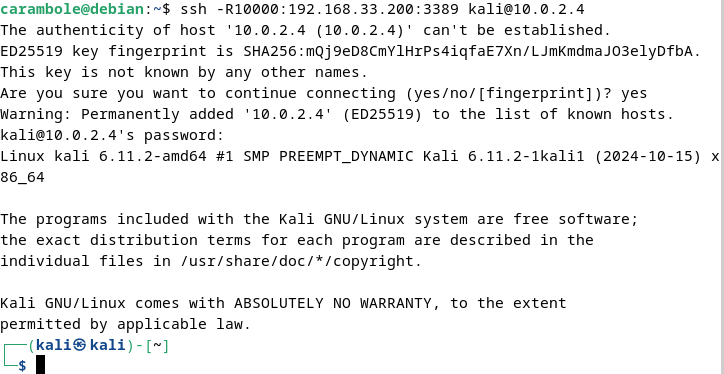 carambole@debian:~$ ssh -R10000:192.168.33.200:3389 kali@10.0.2.4
The authenticity of host '10.0.2.4 (10.0.2.4)' can't be established.
ED25519 key fingerprint is SHA256:mQj9eD8CmYlHrPs4iqfaE7Xn/LJmKmdmaJO3elyDfbA.
This key is not known by any other names.
Are you sure you want to continue connecting (yes/no/[fingerprint])? yes
Warning: Permanently added '10.0.2.4' (ED25519) to the list of known hosts.
kali@10.0.2.4's password:
Linux kali 6.11.2-amd64 #1 SMP PREEMPT_DYNAMIC Kali 6.11.2-1kali1 (2024-10-15) x
86_64

The programs included with the Kali GNU/Linux system are free software;
the exact distribution terms for each program are described in the
individual files in /usr/share/doc/*/copyright.

Kali GNU/Linux comes with ABSOLUTELY NO WARRANTY, to the extent
permitted by applicable law.
┌──(kali㉿kali)-[~]
└─$